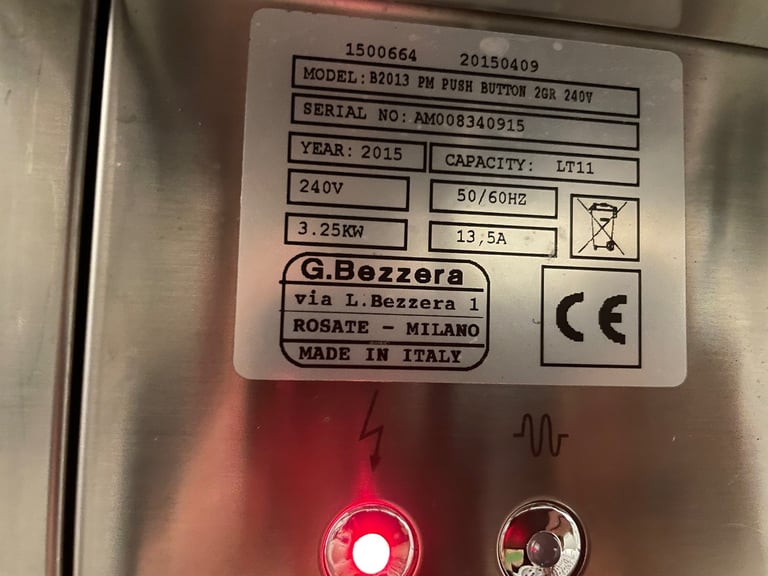 1500664 20150409
MODEL: B2013 PM PUSH BUTTON 2GR 240V
SERIAL NO: AM008340915
YEAR: 2015 CAPACITY: LT11
240V 50/60HZ
3.25KW 13,5A
G.Bezzera
via L.Bezzera 1
ROSATE - MILANO
MADE IN ITALY
CE